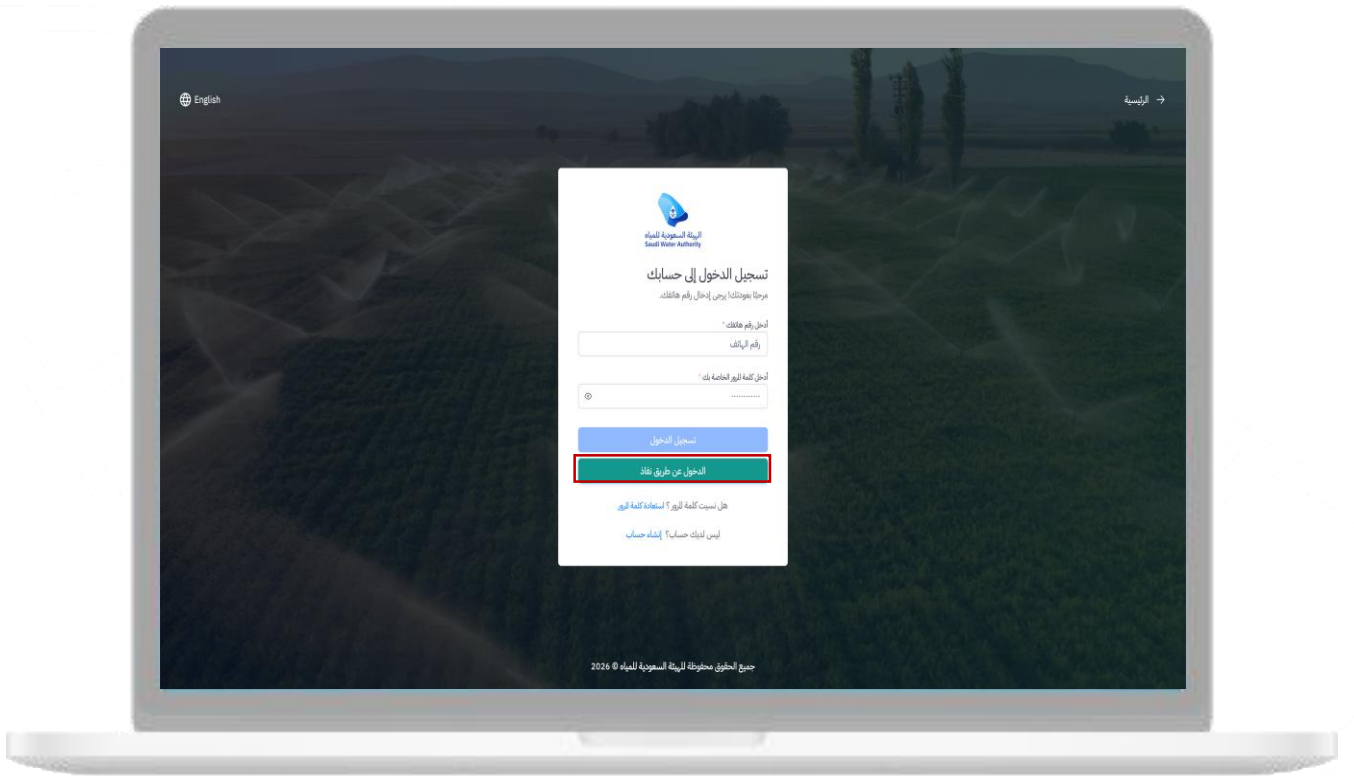 الرئيسية
English
الهيئة السعودية للمياه
Saudi Water Authority
تسجيل الدخول إلى حسابك
مرحبًا بعودتك! يرجى إدخال رقم هاتفك.
أدخل رقم هاتفك *
رقم الهاتف
أدخل كلمة المرور الخاصة بك *
............
تسجيل الدخول
الدخول عن طريق نفاذ
هل نسيت كلمة المرور ؟ استعادة كلمة المرور
ليس لديك حساب؟ إنشاء حساب
جميع الحقوق محفوظة للهيئة السعودية للمياه © 2026